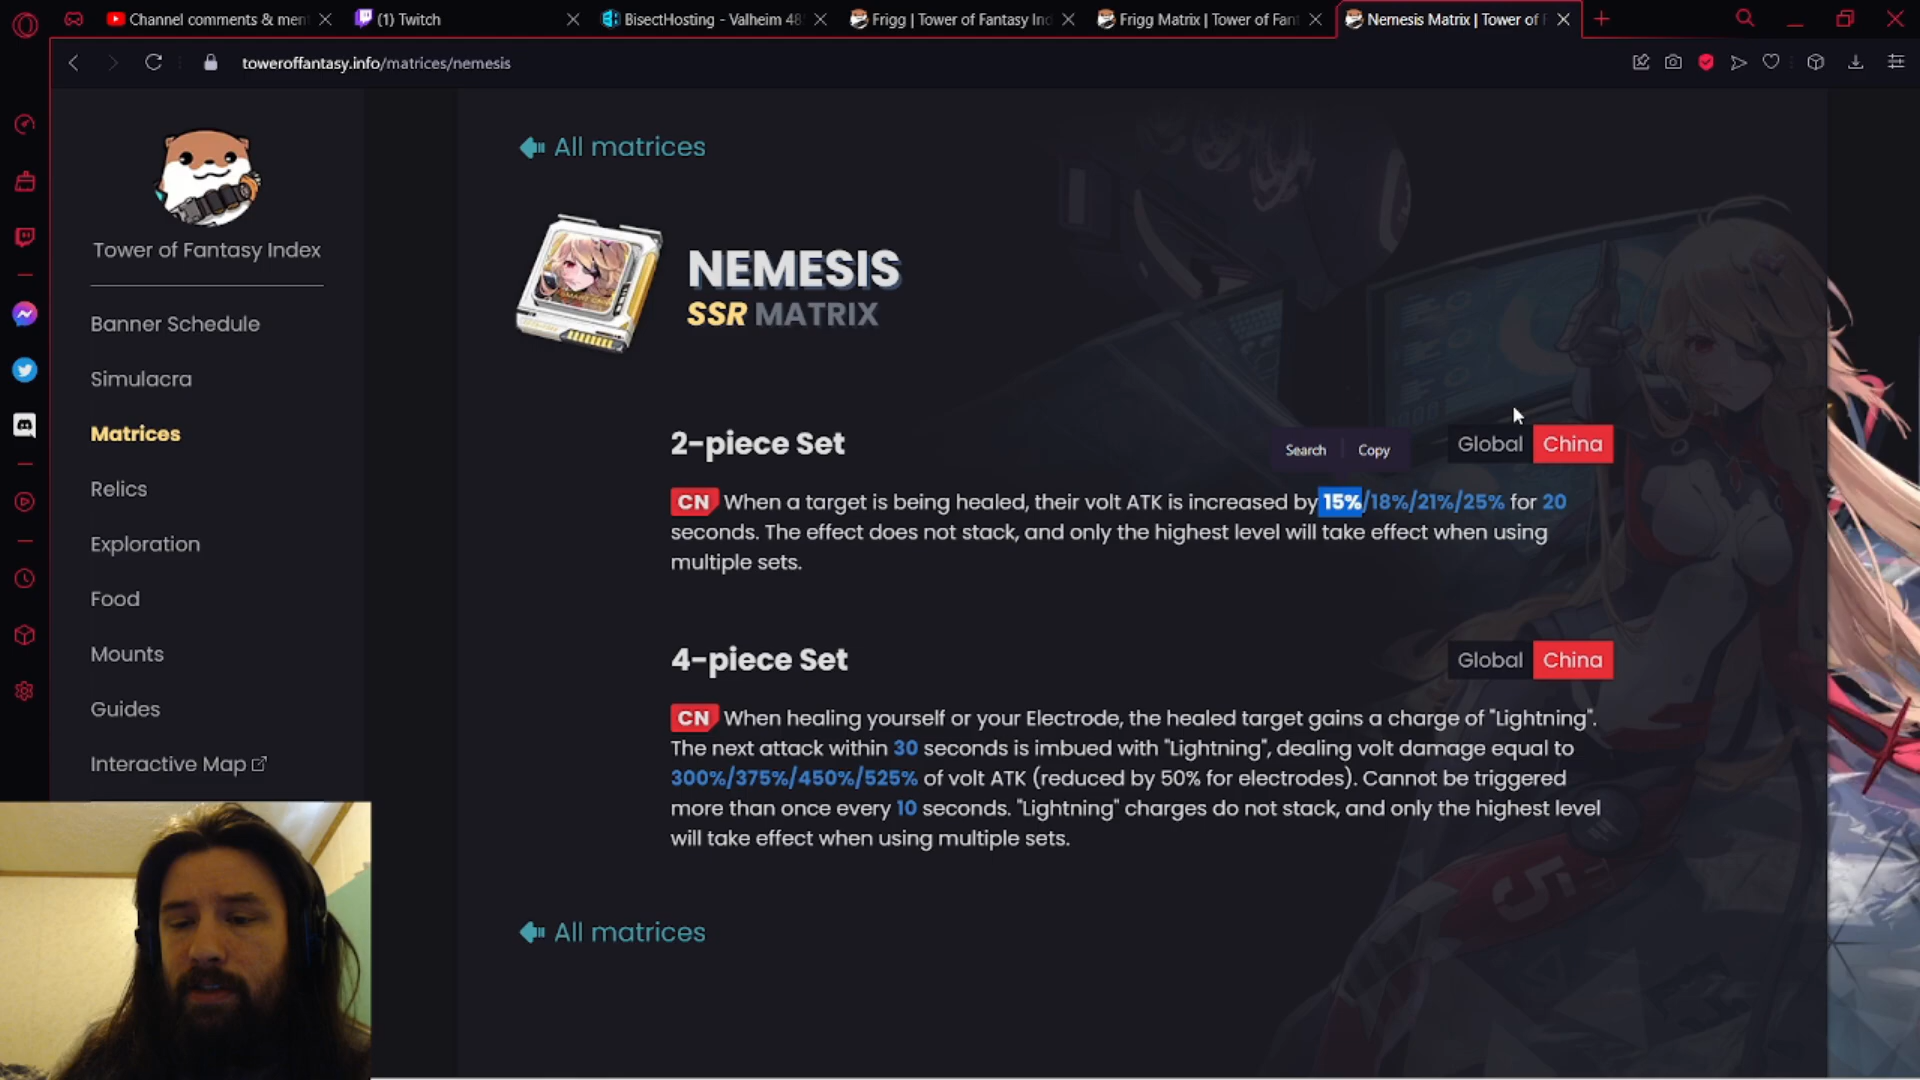 Channel comments & men
(1) Twitch
BisectHosting - Valheim 48
Frigg | Tower of Fantasy Ind
Frigg Matrix | Tower of Fant
Nemesis Matrix | Tower of F
toweroffantasy.info/matrices/nemesis
Tower of Fantasy Index
Banner Schedule
Simulacra
Matrices
Relics
Exploration
Food
Mounts
Guides
Interactive Map
All matrices
NEMESIS
SSR MATRIX
2-piece Set
Search
Copy
Global China
CN When a target is being healed, their volt ATK is increased by 15%/18%/21%/25% for 20
seconds. The effect does not stack, and only the highest level will take effect when using
multiple sets.
4-piece Set
Global China
CN When healing yourself or your Electrode, the healed target gains a charge of "Lightning".
The next attack within 30 seconds is imbued with "Lightning", dealing volt damage equal to
300%/375%/450%/525% of volt ATK (reduced by 50% for electrodes). Cannot be triggered
more than once every 10 seconds. "Lightning" charges do not stack, and only the highest level
will take effect when using multiple sets.
All matrices